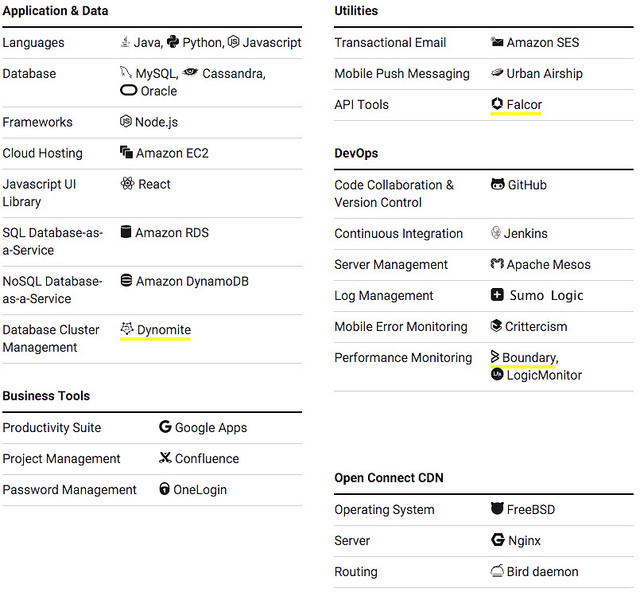 Application & Data
Languages Java, Python, Javascript
Database MySQL, Cassandra,
Oracle
Frameworks Node.js
Cloud Hosting Amazon EC2
Javascript UI React
Library
SQL Database-as- Amazon RDS
a-Service
NoSQL Database- Amazon DynamoDB
as-a-Service
Database Cluster Dynomite
Management
Business Tools
Productivity Suite Google Apps
Project Management Confluence
Password Management OneLogin
Utilities
Transactional Email Amazon SES
Mobile Push Messaging Urban Airship
API Tools Falcor
DevOps
Code Collaboration & GitHub
Version Control
Continuous Integration Jenkins
Server Management Apache Mesos
Log Management Sumo Logic
Mobile Error Monitoring Crittercism
Performance Monitoring Boundary,
LogicMonitor
Open Connect CDN
Operating System FreeBSD
Server Nginx
Routing Bird daemon